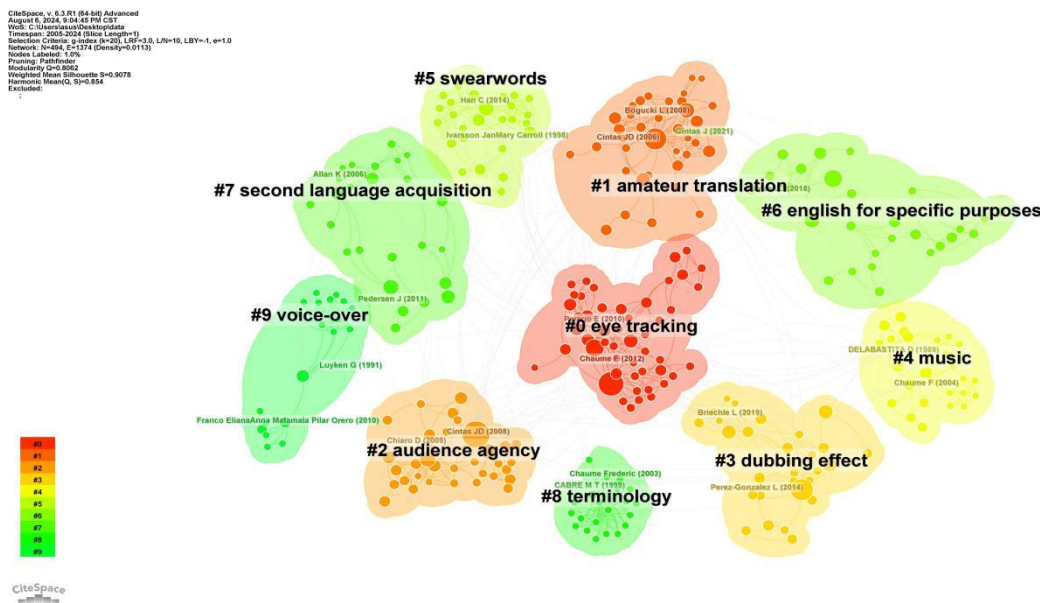 CiteSpace, v. 6.3.R1 (64-bit) Advanced
August 6, 2024, 9:04:45 PM CST
WoS: C:\Users\asus\Desktop\data
Timespan: 2005-2024 (Slice Length=1)
Selection Criteria: g-index (k=20), LRF=3.0, L/N=10, LBY=-1, e=1.0
Network: N=494, E=1374 (Density=0.0113)
Nodes Labeled: 1.0%
Pruning: Pathfinder
Modularity Q=0.8062
Weighted Mean Silhouette S=0.9078
Harmonic Mean(Q, S)=0.854
Excluded:
;
#5 swearwords
Han C (2014)
Ivarsson JanMary Carroll (1998)
Bogucki L (2008)
Cintas JD (2006)
Cintas J (2021)
#1 amateur translation
Allan K (2006)
#7 second language acquisition
2018)
#6 english for specific purposes
Pedersen J (2011)
#9 voice-over
Luyken G (1991)
Perego E (2010)
#0 eye tracking
Chaume F (2012)
DELABASTITA D (1989)
#4 music
Chaume F (2004)
Franco ElianaAnna Matamala Pilar Orero (2010)
Cintas JD (2008)
Chiaro D (2009)
#2 audience agency
Briechle L (2019)
#3 dubbing effect
Perez-Gonzalez L (2014)
Chaume Frederic (2003)
CABRE M T (1999)
#8 terminology
#0
#1
#2
#3
#4
#5
#6
#7
#8
#9
CiteSpace